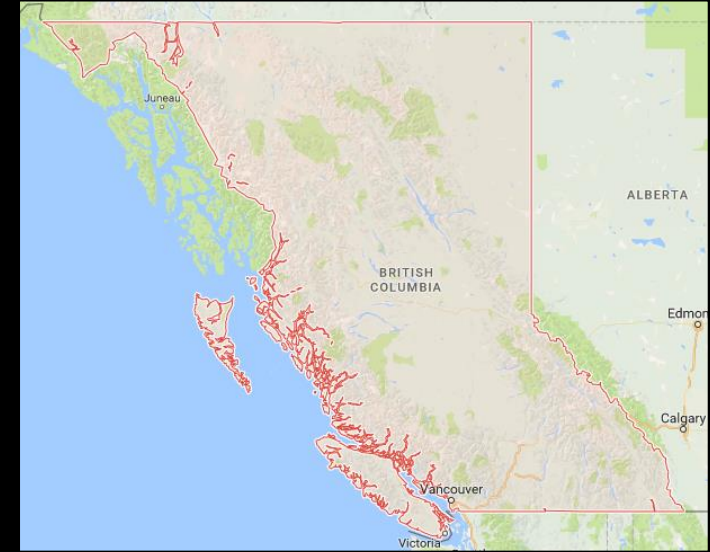 Juneau
ALBERTA
BRITISH
COLUMBIA
Edmon
Calgary
Vancouver
Victoria